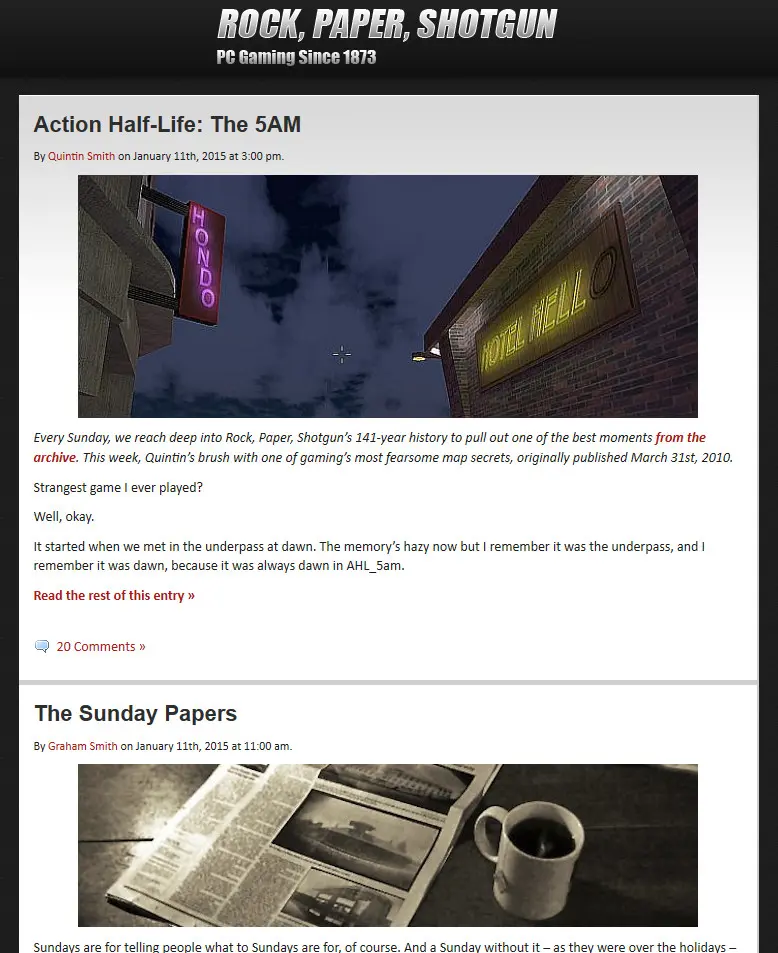 ROCK, PAPER, SHOTGUN
PC Gaming Since 1873
Action Half-Life: The 5AM
By Quintin Smith on January 11th, 2015 at 3:00 pm.
HONDO
HOTEL HELLO
Every Sunday, we reach deep into Rock, Paper, Shotgun’s 141-year history to pull out one of the best moments from the
archive. This week, Quintin’s brush with one of gaming’s most fearsome map secrets, originally published March 31st, 2010.
Strangest game I ever played?
Well, okay.
It started when we met in the underpass at dawn. The memory’s hazy now but I remember it was the underpass, and I
remember it was dawn, because it was always dawn in AHL_5am.
Read the rest of this entry »
20 Comments »
The Sunday Papers
By Graham Smith on January 11th, 2015 at 11:00 am.
Sundays are for telling people what to Sundays are for, of course. And a Sunday without it – as they were over the holidays –